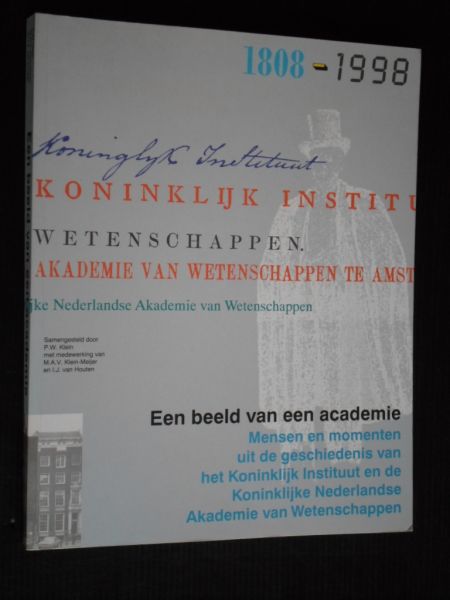 1808-1998
Koninglyk Instituut
KONINKLIJK INSTITU
WETENSCHAPPEN.
AKADEMIE VAN WETENSCHAPPEN TE AMST
ijke Nederlandse Akademie van Wetenschappen
Samengesteld door
P.W. Klein
met medewerking van
M.A.V. Klein-Meijer
en I.J. van Houten
Een beeld van een academie
Mensen en momenten
uit de geschiedenis van
het Koninklijk Instituut en de
Koninklijke Nederlandse
Akademie van Wetenschappen